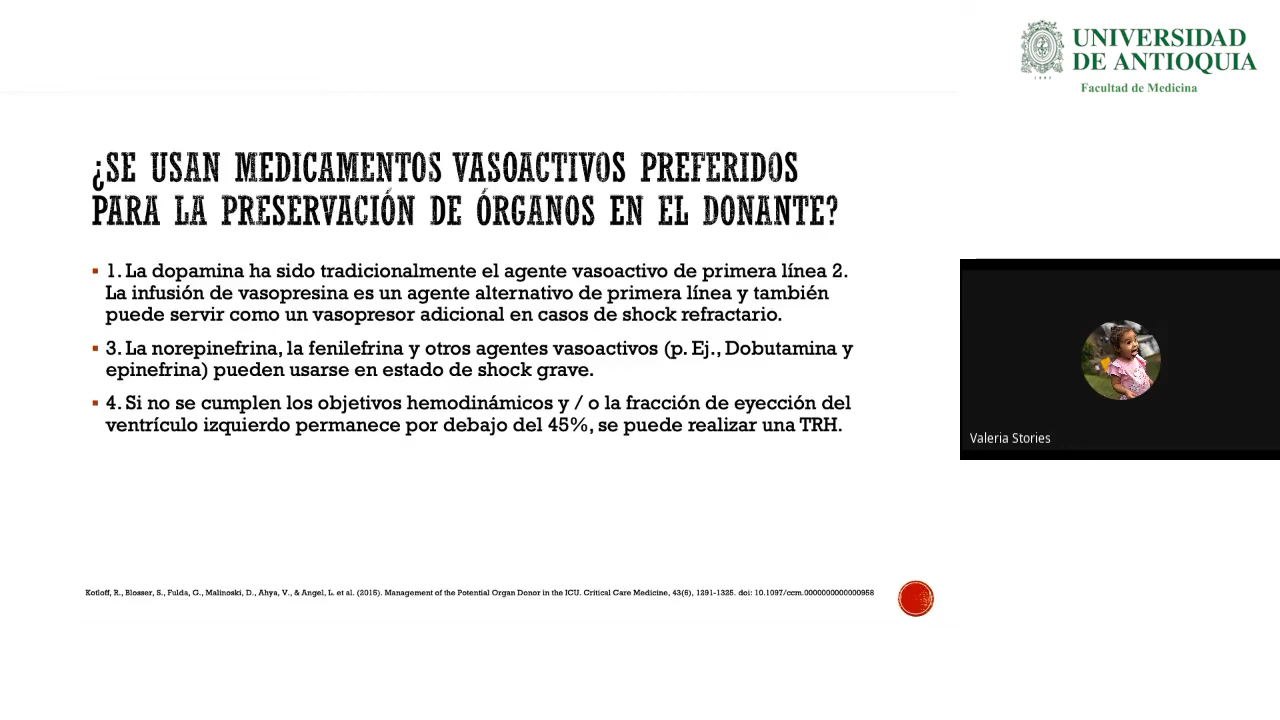 UNIVERSIDAD
DE ANTIOQUIA
1803
Facultad de Medicina
¿SE USAN MEDICAMENTOS VASOACTIVOS PREFERIDOS
PARA LA PRESERVACIÓN DE ÓRGANOS EN EL DONANTE?
▪ 1. La dopamina ha sido tradicionalmente el agente vasoactivo de primera línea 2.
La infusión de vasopresina es un agente alternativo de primera línea y también
puede servir como un vasopresor adicional en casos de shock refractario.
▪ 3. La norepinefrina, la fenilefrina y otros agentes vasoactivos (p. Ej., Dobutamina y
epinefrina) pueden usarse en estado de shock grave.
▪ 4. Si no se cumplen los objetivos hemodinámicos y / o la fracción de eyección del
ventrículo izquierdo permanece por debajo del 45%, se puede realizar una TRH.
Valeria Stories
Kotloff, R., Blosser, S., Fulda, G., Malinoski, D., Ahya, V., & Angel, L. et al. (2015). Management of the Potential Organ Donor in the ICU. Critical Care Medicine, 43(6), 1291-1325. doi: 10.1097/ccm.0000000000000958